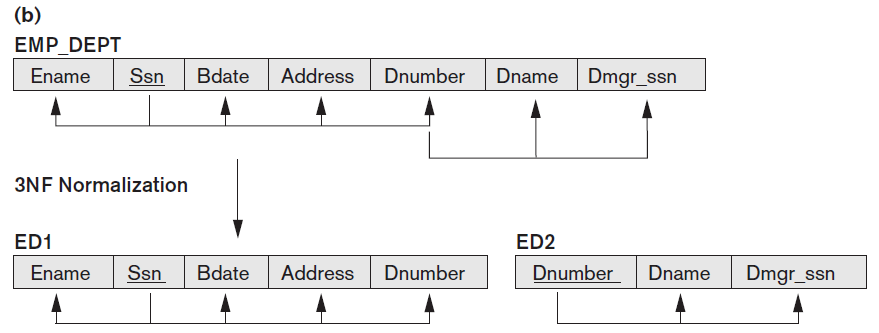 (b)
EMP_DEPT
Ename Ssn Bdate Address Dnumber Dname Dmgr_ssn
3NF Normalization
ED1 ED2
Ename Ssn Bdate Address Dnumber Dnumber Dname Dmgr_ssn